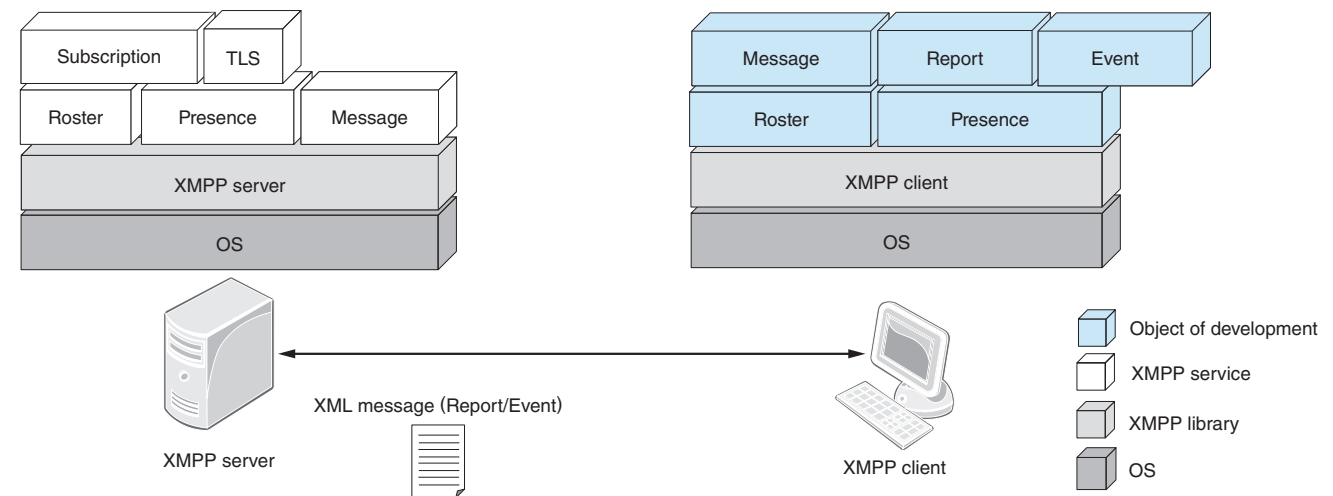 Subscription
TLS
Roster
Presence
Message
XMPP server
OS
Message
Report
Event
Roster
Presence
XMPP client
OS
XML message (Report/Event)
XMPP server
XMPP client
Object of development
XMPP service
XMPP library
OS